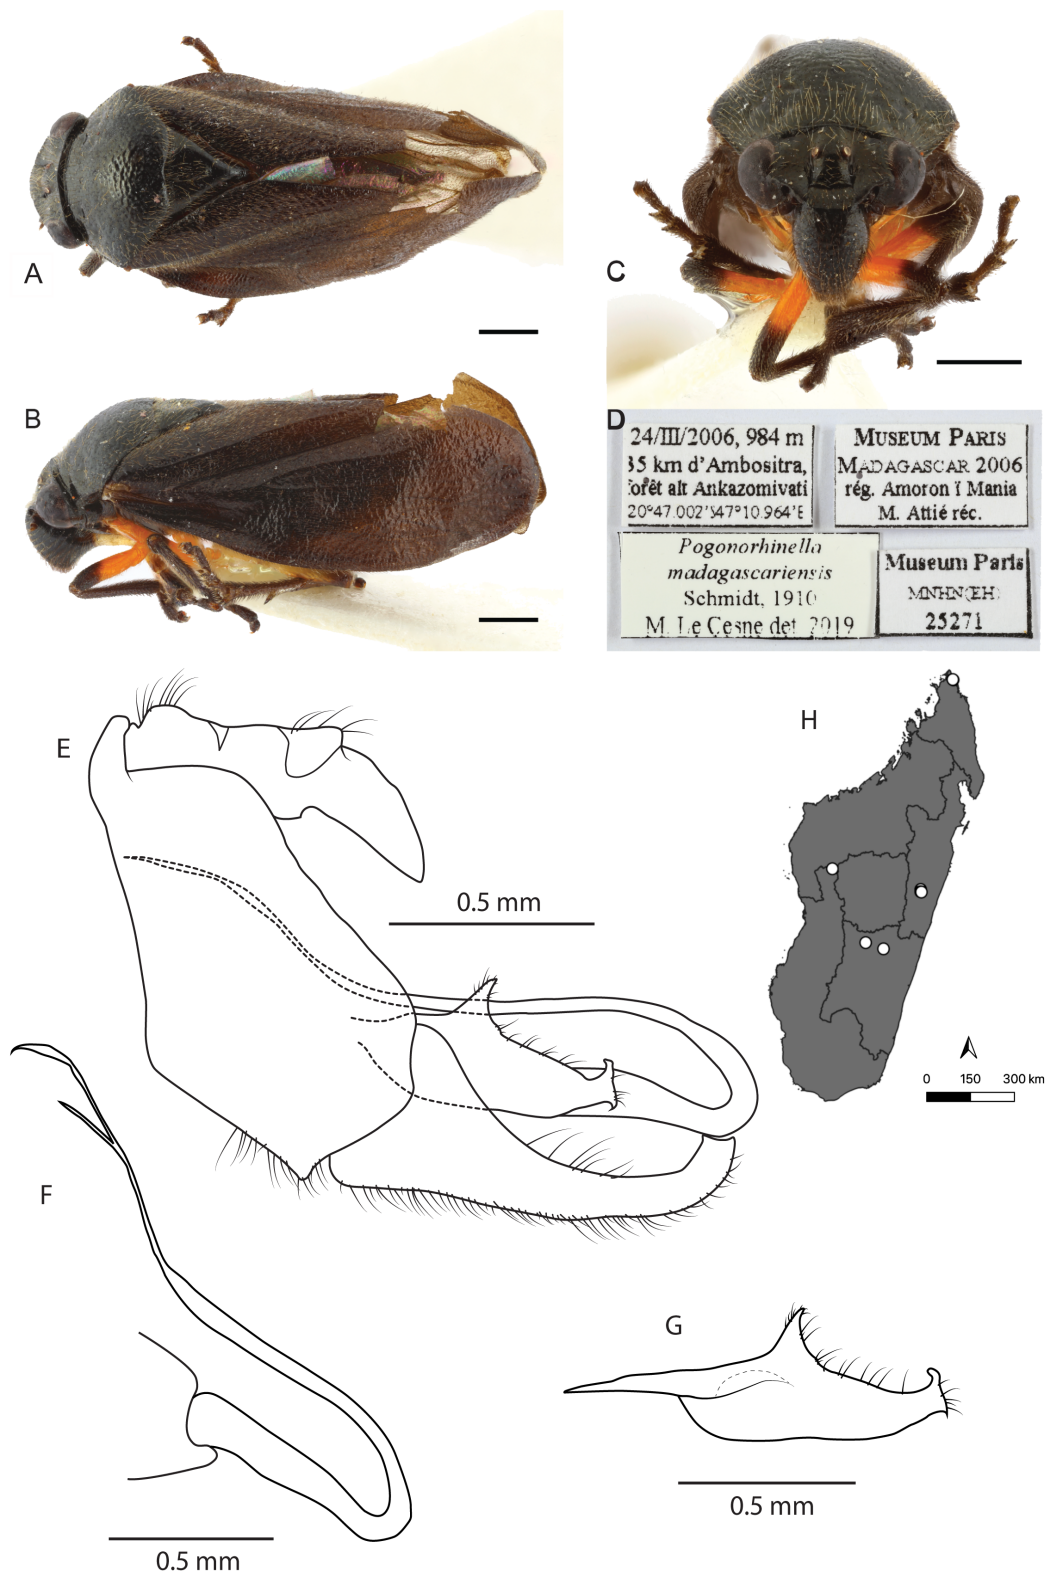 A
B
C
D
24/III/2006, 984 m
35 km d'Ambositra,
forêt alt Ankazomivati
20°47.002'S47°10.964'E
MUSEUM PARIS
MADAGASCAR 2006
rég. Amoron ï Mania
M. Attié réc.
Pogonorhinella
madagascariensis
Schmidt, 1910
M. Le Cesne det. 2019
Museum Paris
MNHN(EH)
25271
E
0.5 mm
H
0 150 300 km
F
0.5 mm
G
0.5 mm